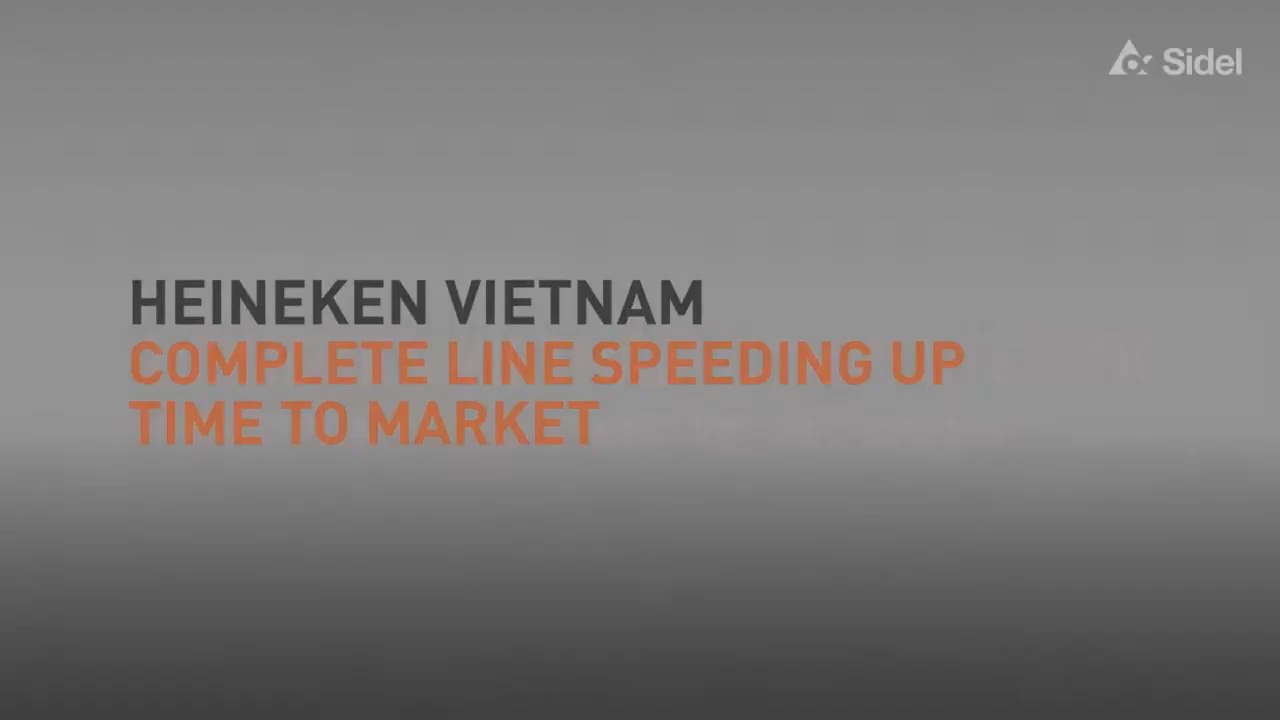 Sidel
HEINEKEN VIETNAM
COMPLETE LINE SPEEDING UP
TIME TO MARKET